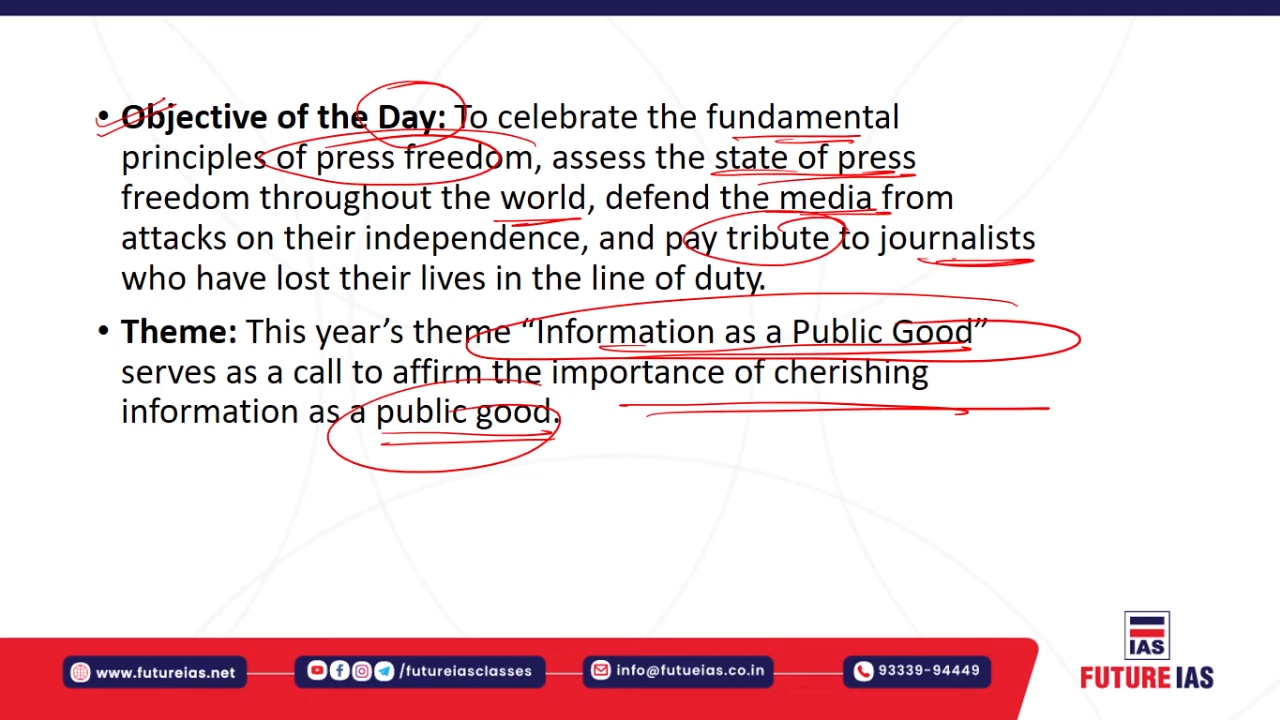 • Objective of the Day: To celebrate the fundamental
principles of press freedom, assess the state of press
freedom throughout the world, defend the media from
attacks on their independence, and pay tribute to journalists
who have lost their lives in the line of duty.
• Theme: This year’s theme “Information as a Public Good”
serves as a call to affirm the importance of cherishing
information as a public good.
IAS
FUTURE IAS
www.futureias.net
/futureiasclasses
info@futueias.co.in
93339-94449